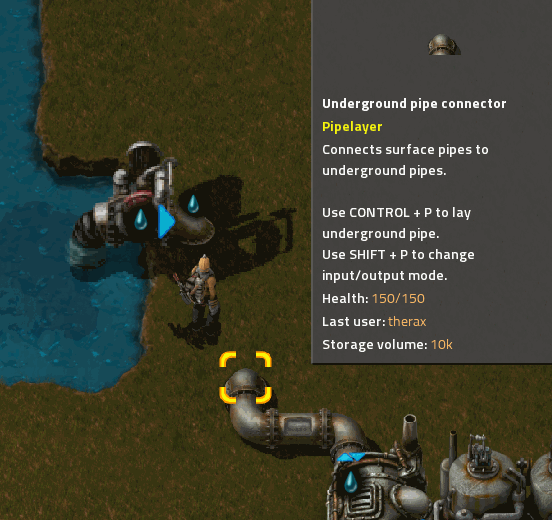 Underground pipe connector
Pipelayer
Connects surface pipes to
underground pipes.
Use CONTROL + P to lay
underground pipe.
Use SHIFT + P to change
input/output mode.
Health: 150/150
Last user: therax
Storage volume: 10k